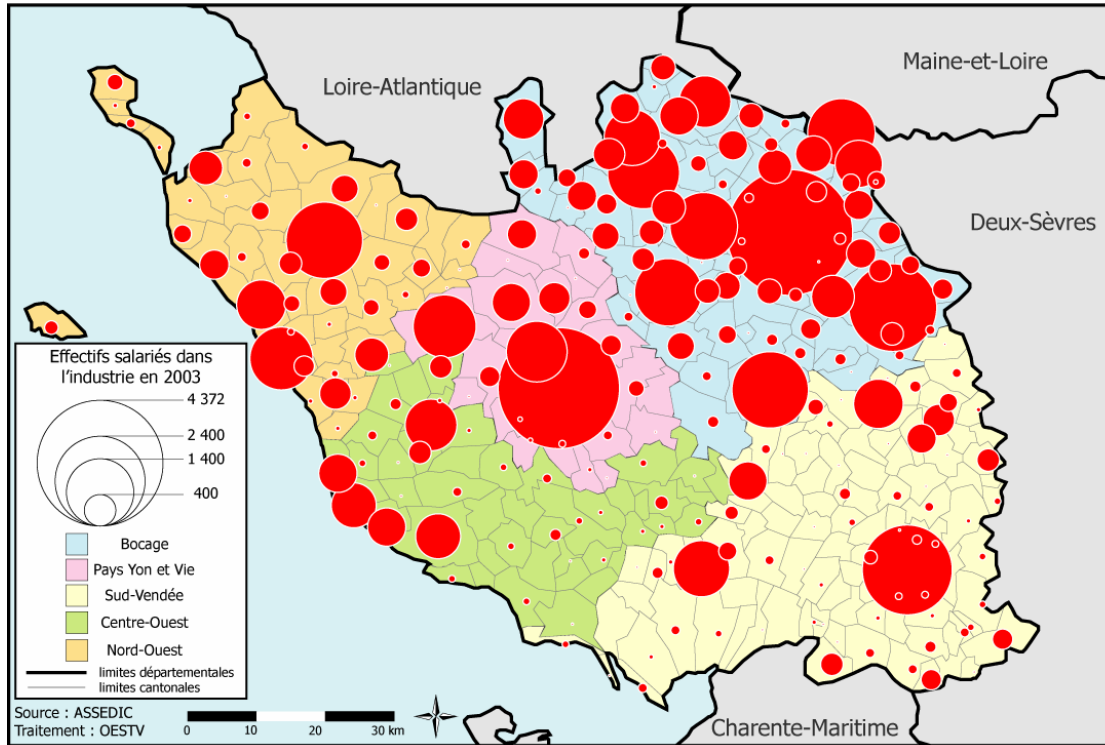 Maine-et-Loire
Loire-Atlantique
Deux-Sèvres
Effectifs salariés dans
l'industrie en 2003
4 372
2 400
1 400
400
Bocage
Pays Yon et Vie
Sud-Vendée
Centre-Ouest
Nord-Ouest
limites départementales
limites cantonales
Source : ASSEDIC
Traitement : OESTV
0 10 20 30 km
Charente-Maritime